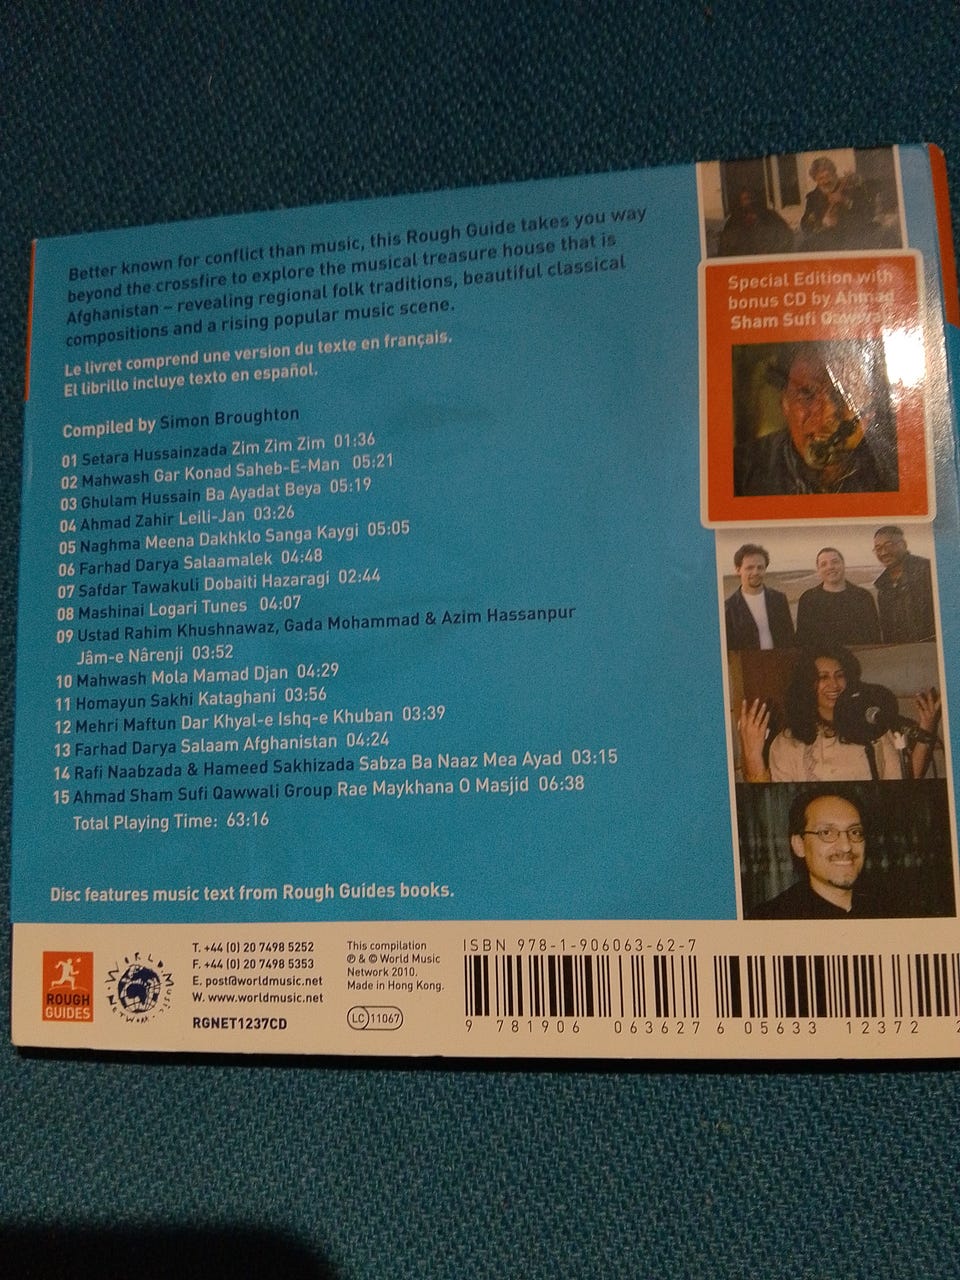 Better known for conflict than music, this Rough Guide takes you way
beyond the crossfire to explore the musical treasure house that is
Afghanistan – revealing regional folk traditions, beautiful classical
compositions and a rising popular music scene.
Le livret comprend une version du texte en français.
El librillo incluye texto en español.
Compiled by Simon Broughton
01 Setara Hussainzada Zim Zim Zim 01:36
02 Mahwash Gar Konad Saheb-E-Man 05:21
03 Ghulam Hussain Ba Ayadat Beya 05:19
04 Ahmad Zahir Leili-Jan 03:26
05 Naghma Meena Dakhklo Sanga Kaygi 05:05
06 Farhad Darya Salaamalek 04:48
07 Safdar Tawakuli Dobaiti Hazaragi 02:44
08 Mashinai Logari Tunes 04:07
09 Ustad Rahim Khushnawaz, Gada Mohammad & Azim Hassanpur
Jâm-e Nârenji 03:52
10 Mahwash Mola Mamad Djan 04:29
11 Homayun Sakhi Kataghani 03:56
12 Mehri Maftun Dar Khyal-e Ishq-e Khuban 03:39
13 Farhad Darya Salaam Afghanistan 04:24
14 Rafi Naabzada & Hameed Sakhizada Sabza Ba Naaz Mea Ayad 03:15
15 Ahmad Sham Sufi Qawwali Group Rae Maykhana O Masjid 06:38
Total Playing Time: 63:16
Disc features music text from Rough Guides books.
Special Edition with
bonus CD by Ahmad
Sham Sufi Qawwali
ROUGH
GUIDES
WORLD MUSIC NETWORK
T. +44 (0) 20 7498 5252
F. +44 (0) 20 7498 5353
E. post@worldmusic.net
W. www.worldmusic.net
RGNET1237CD
This compilation
℗ & © World Music
Network 2010.
Made in Hong Kong.
LC 11067
ISBN 978-1-906063-62-7
9 781906 063627
6 05633 12372 2